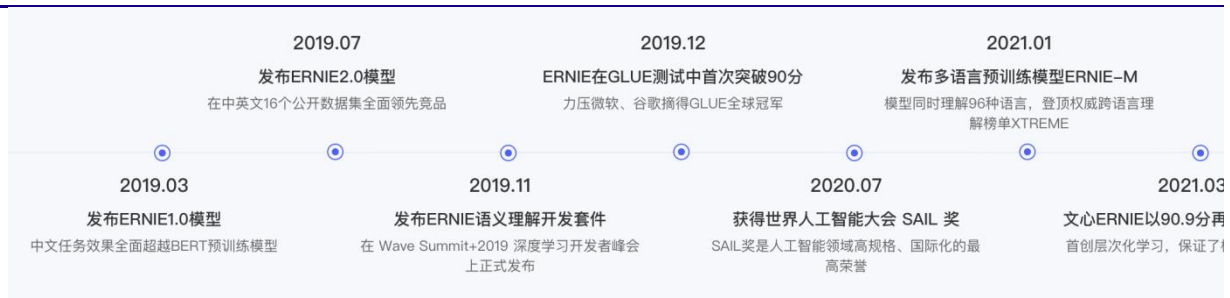 2019.07
发布ERNIE2.0模型
在中英文16个公开数据集全面领先竞品
2019.12
ERNIE在GLUE测试中首次突破90分
力压微软、谷歌摘得GLUE全球冠军
2021.01
发布多语言预训练模型ERNIE-M
模型同时理解96种语言，登顶权威跨语言理
解榜单XTREME
2019.03
发布ERNIE1.0模型
中文任务效果全面超越BERT预训练模型
2019.11
发布ERNIE语义理解开发套件
在 Wave Summit+2019 深度学习开发者峰会
上正式发布
2020.07
获得世界人工智能大会 SAIL 奖
SAIL奖是人工智能领域高规格、国际化的最
高荣誉
2021.03
文心ERNIE以90.9分再
首创层次化学习，保证了